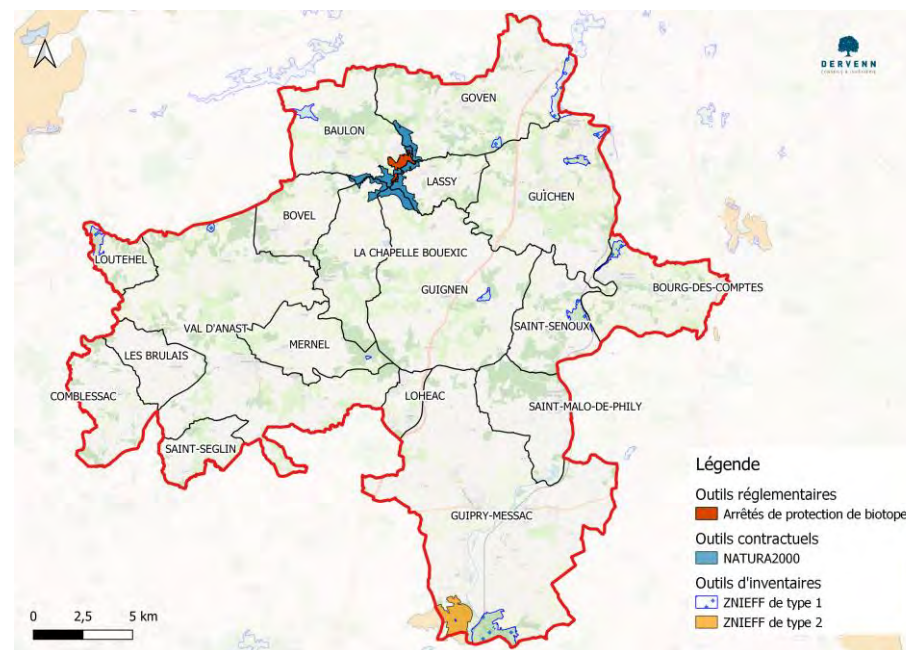 DERVENN
GOVEN
BAULON
LASSY
GUICHEN
BOVEL
LA CHAPELLE BOUEXIC
LOUTEHEL
BOURG-DES-COMPTES
GUIGNEN
SAINT-SENOUX
VAL D'ANAST
MERNEL
LES BRULAIS
COMBLESSAC
LOHEAC
SAINT-MALO-DE-PHILY
SAINT-SEGLIN
GUIPRY-MESSAC
Légende
Outils réglementaires
Arrêtés de protection de biotope
Outils contractuels
NATURA2000
Outils d'inventaires
ZNIEFF de type 1
ZNIEFF de type 2
0 2,5 5 km